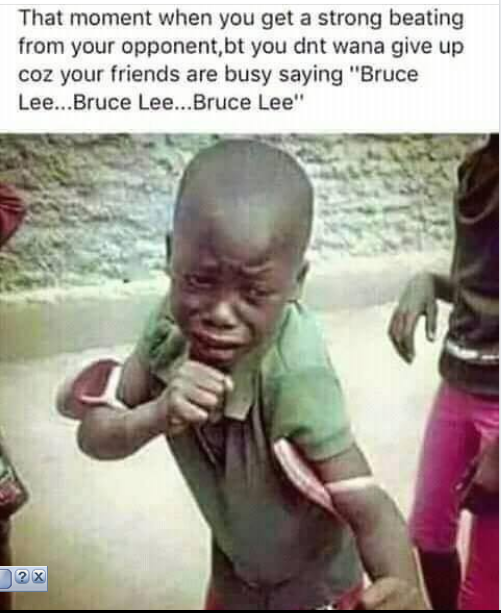 That moment when you get a strong beating
from your opponent,bt you dnt wana give up
coz your friends are busy saying "Bruce
Lee...Bruce Lee...Bruce Lee"
? X